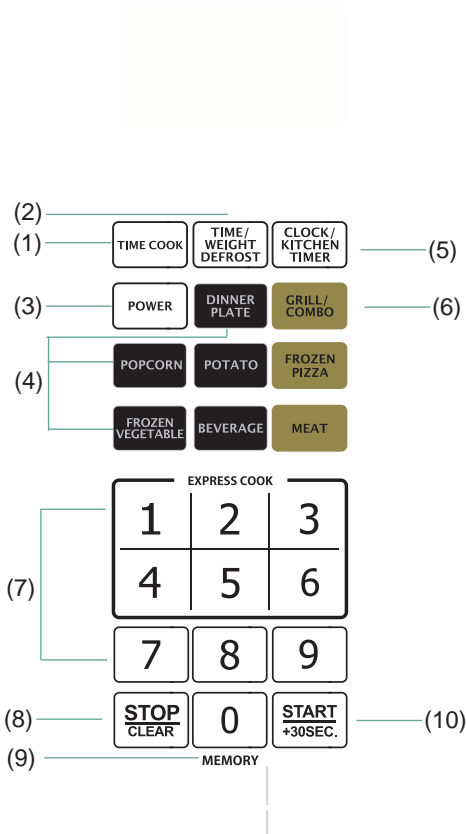 (2)
(1)
TIME COOK
TIME/
WEIGHT
DEFROST
CLOCK/
KITCHEN
TIMER
(5)
(3)
POWER
DINNER
PLATE
GRILL/
COMBO
(6)
(4)
POPCORN
POTATO
FROZEN
PIZZA
FROZEN
VEGETABLE
BEVERAGE
MEAT
EXPRESS COOK
1 2 3
(7)
4 5 6
7 8 9
(8)
STOP
CLEAR
0
START
+30SEC.
(10)
(9)
MEMORY